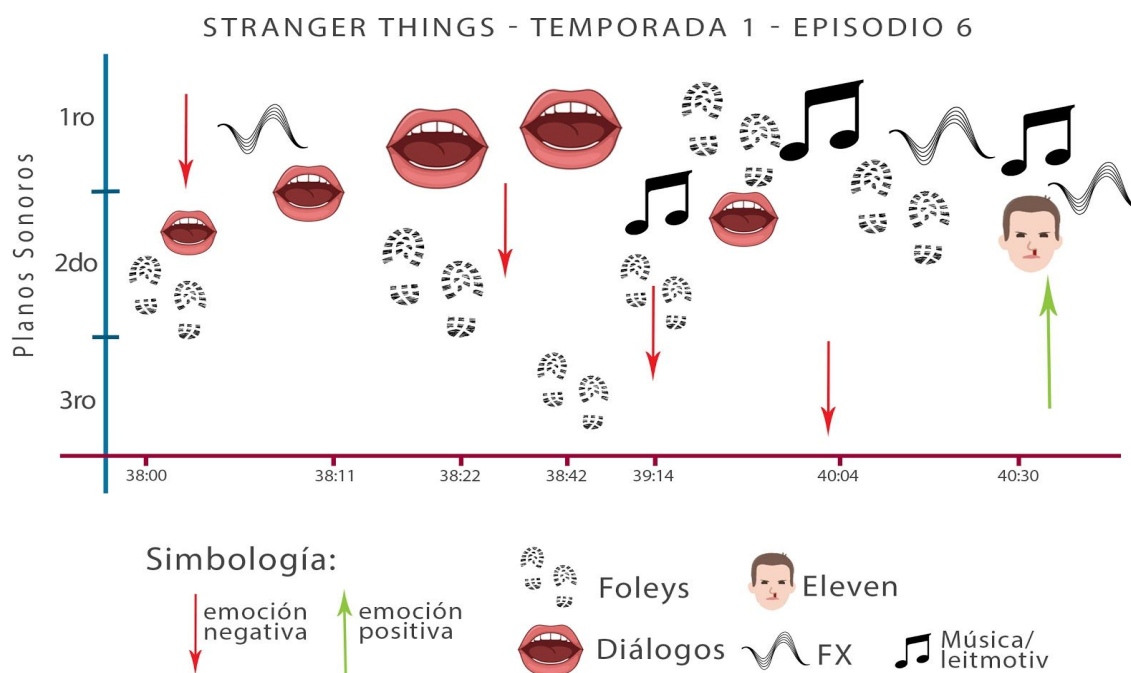 STRANGER THINGS - TEMPORADA 1 - EPISODIO 6
Planos Sonoros
1ro
2do
3ro
38:00
38:11
38:22
38:42
39:14
40:04
40:30
Simbología:
emoción
negativa
emoción
positiva
Foleys
Eleven
Diálogos
FX
Música/
leitmotiv